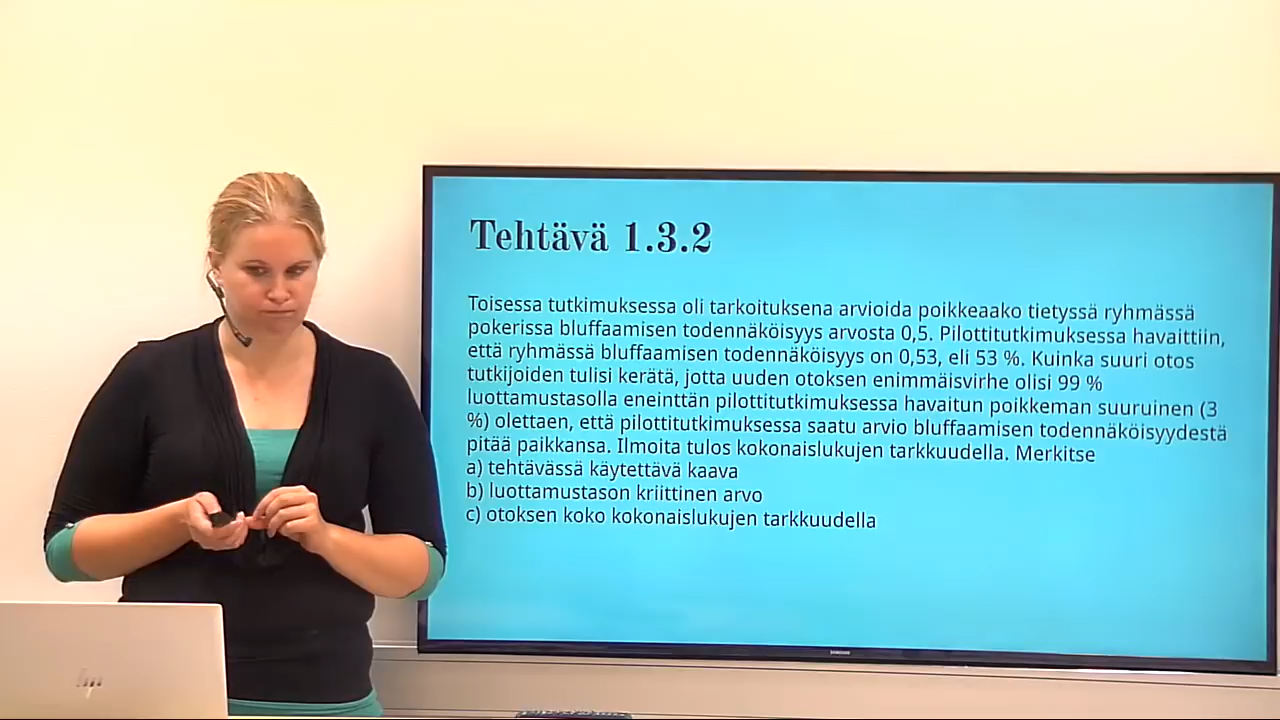 Tehtävä 1.3.2
Toisessa tutkimuksessa oli tarkoituksena arvioida poikkeaako tietyssä ryhmässä
pokerissa bluffaamisen todennäköisyys arvosta 0,5. Pilottitutkimuksessa havaittiin,
että ryhmässä bluffaamisen todennäköisyys on 0,53, eli 53 %. Kuinka suuri otos
tutkijoiden tulisi kerätä, jotta uuden otoksen enimmäisvirhe olisi 99 %
luottamustasolla eneinttän pilottitutkimuksessa havaitun poikkeman suuruinen (3
%) olettaen, että pilottitutkimuksessa saatu arvio bluffaamisen todennäköisyydestä
pitää paikkansa. Ilmoita tulos kokonaislukujen tarkkuudella. Merkitse
a) tehtävässä käytettävä kaava
b) luottamustason kriittinen arvo
c) otoksen koko kokonaislukujen tarkkuudella
SAMSUNG
hp